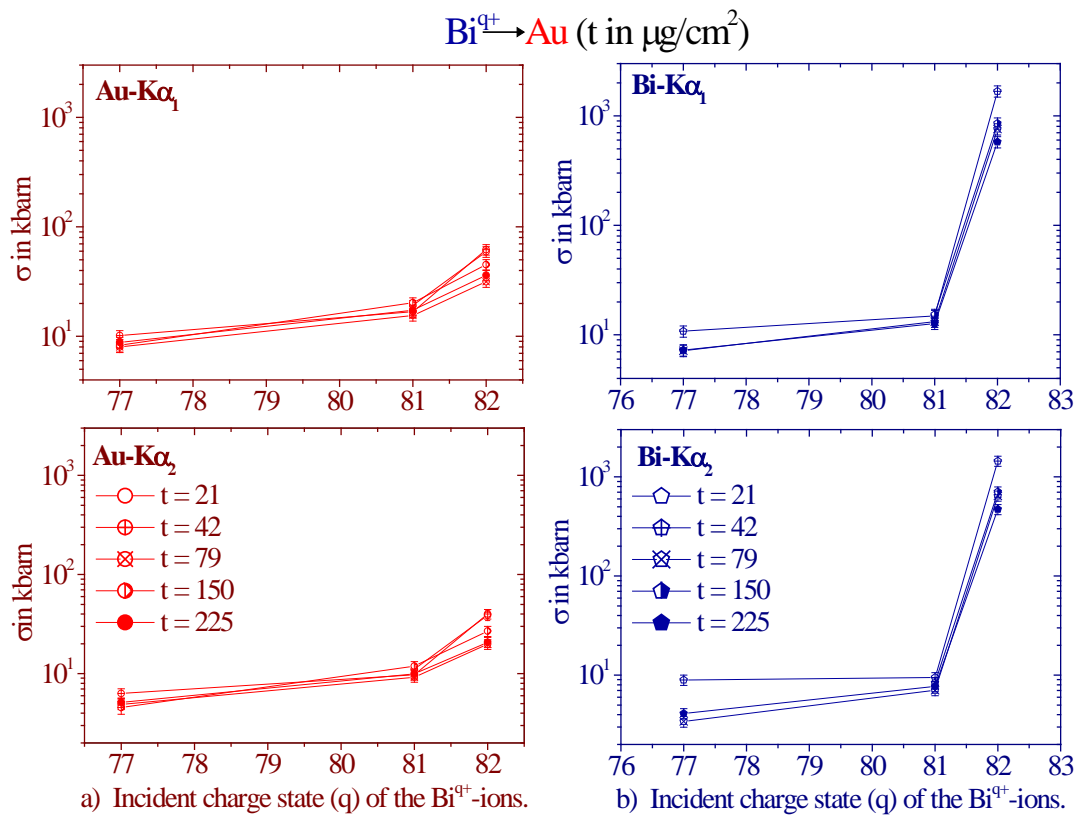 Bi^q+ → Au (t in μg/cm²)
Au-Kα₁
10³
10²
10¹
σ in kbarn
77 78 79 80 81 82
Bi-Kα₁
10³
10²
10¹
σ in kbarn
76 77 78 79 80 81 82 83
Au-Kα₂
t = 21
t = 42
t = 79
t = 150
t = 225
10³
10²
10¹
σin kbarn
77 78 79 80 81 82
a) Incident charge state (q) of the Bi^q+-ions.
Bi-Kα₂
t = 21
t = 42
t = 79
t = 150
t = 225
10³
10²
10¹
σ in kbarn
76 77 78 79 80 81 82 83
b) Incident charge state (q) of the Bi^q+-ions.